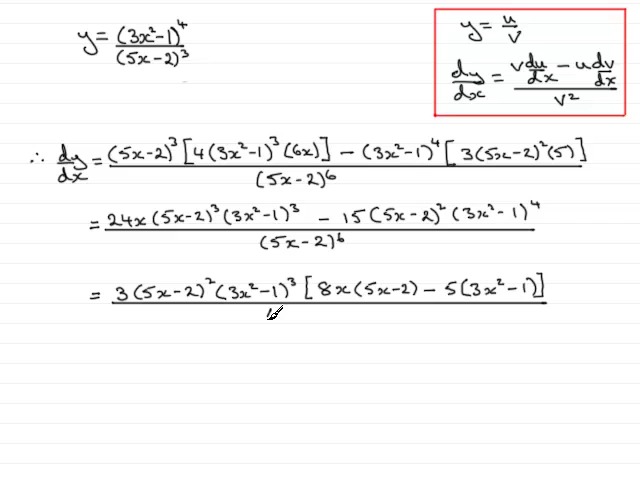 y = (3x²-1)⁴/(5x-2)³
y = u/v
dy/dx = (v du/dx - u dv/dx)/v²
∴ dy/dx = ((5x-2)³[4(3x²-1)³(6x)] - (3x²-1)⁴[3(5x-2)²(5)])/(5x-2)⁶
= (24x(5x-2)³(3x²-1)³ - 15(5x-2)²(3x²-1)⁴)/(5x-2)⁶
= 3(5x-2)²(3x²-1)³[8x(5x-2) - 5(3x²-1)]/